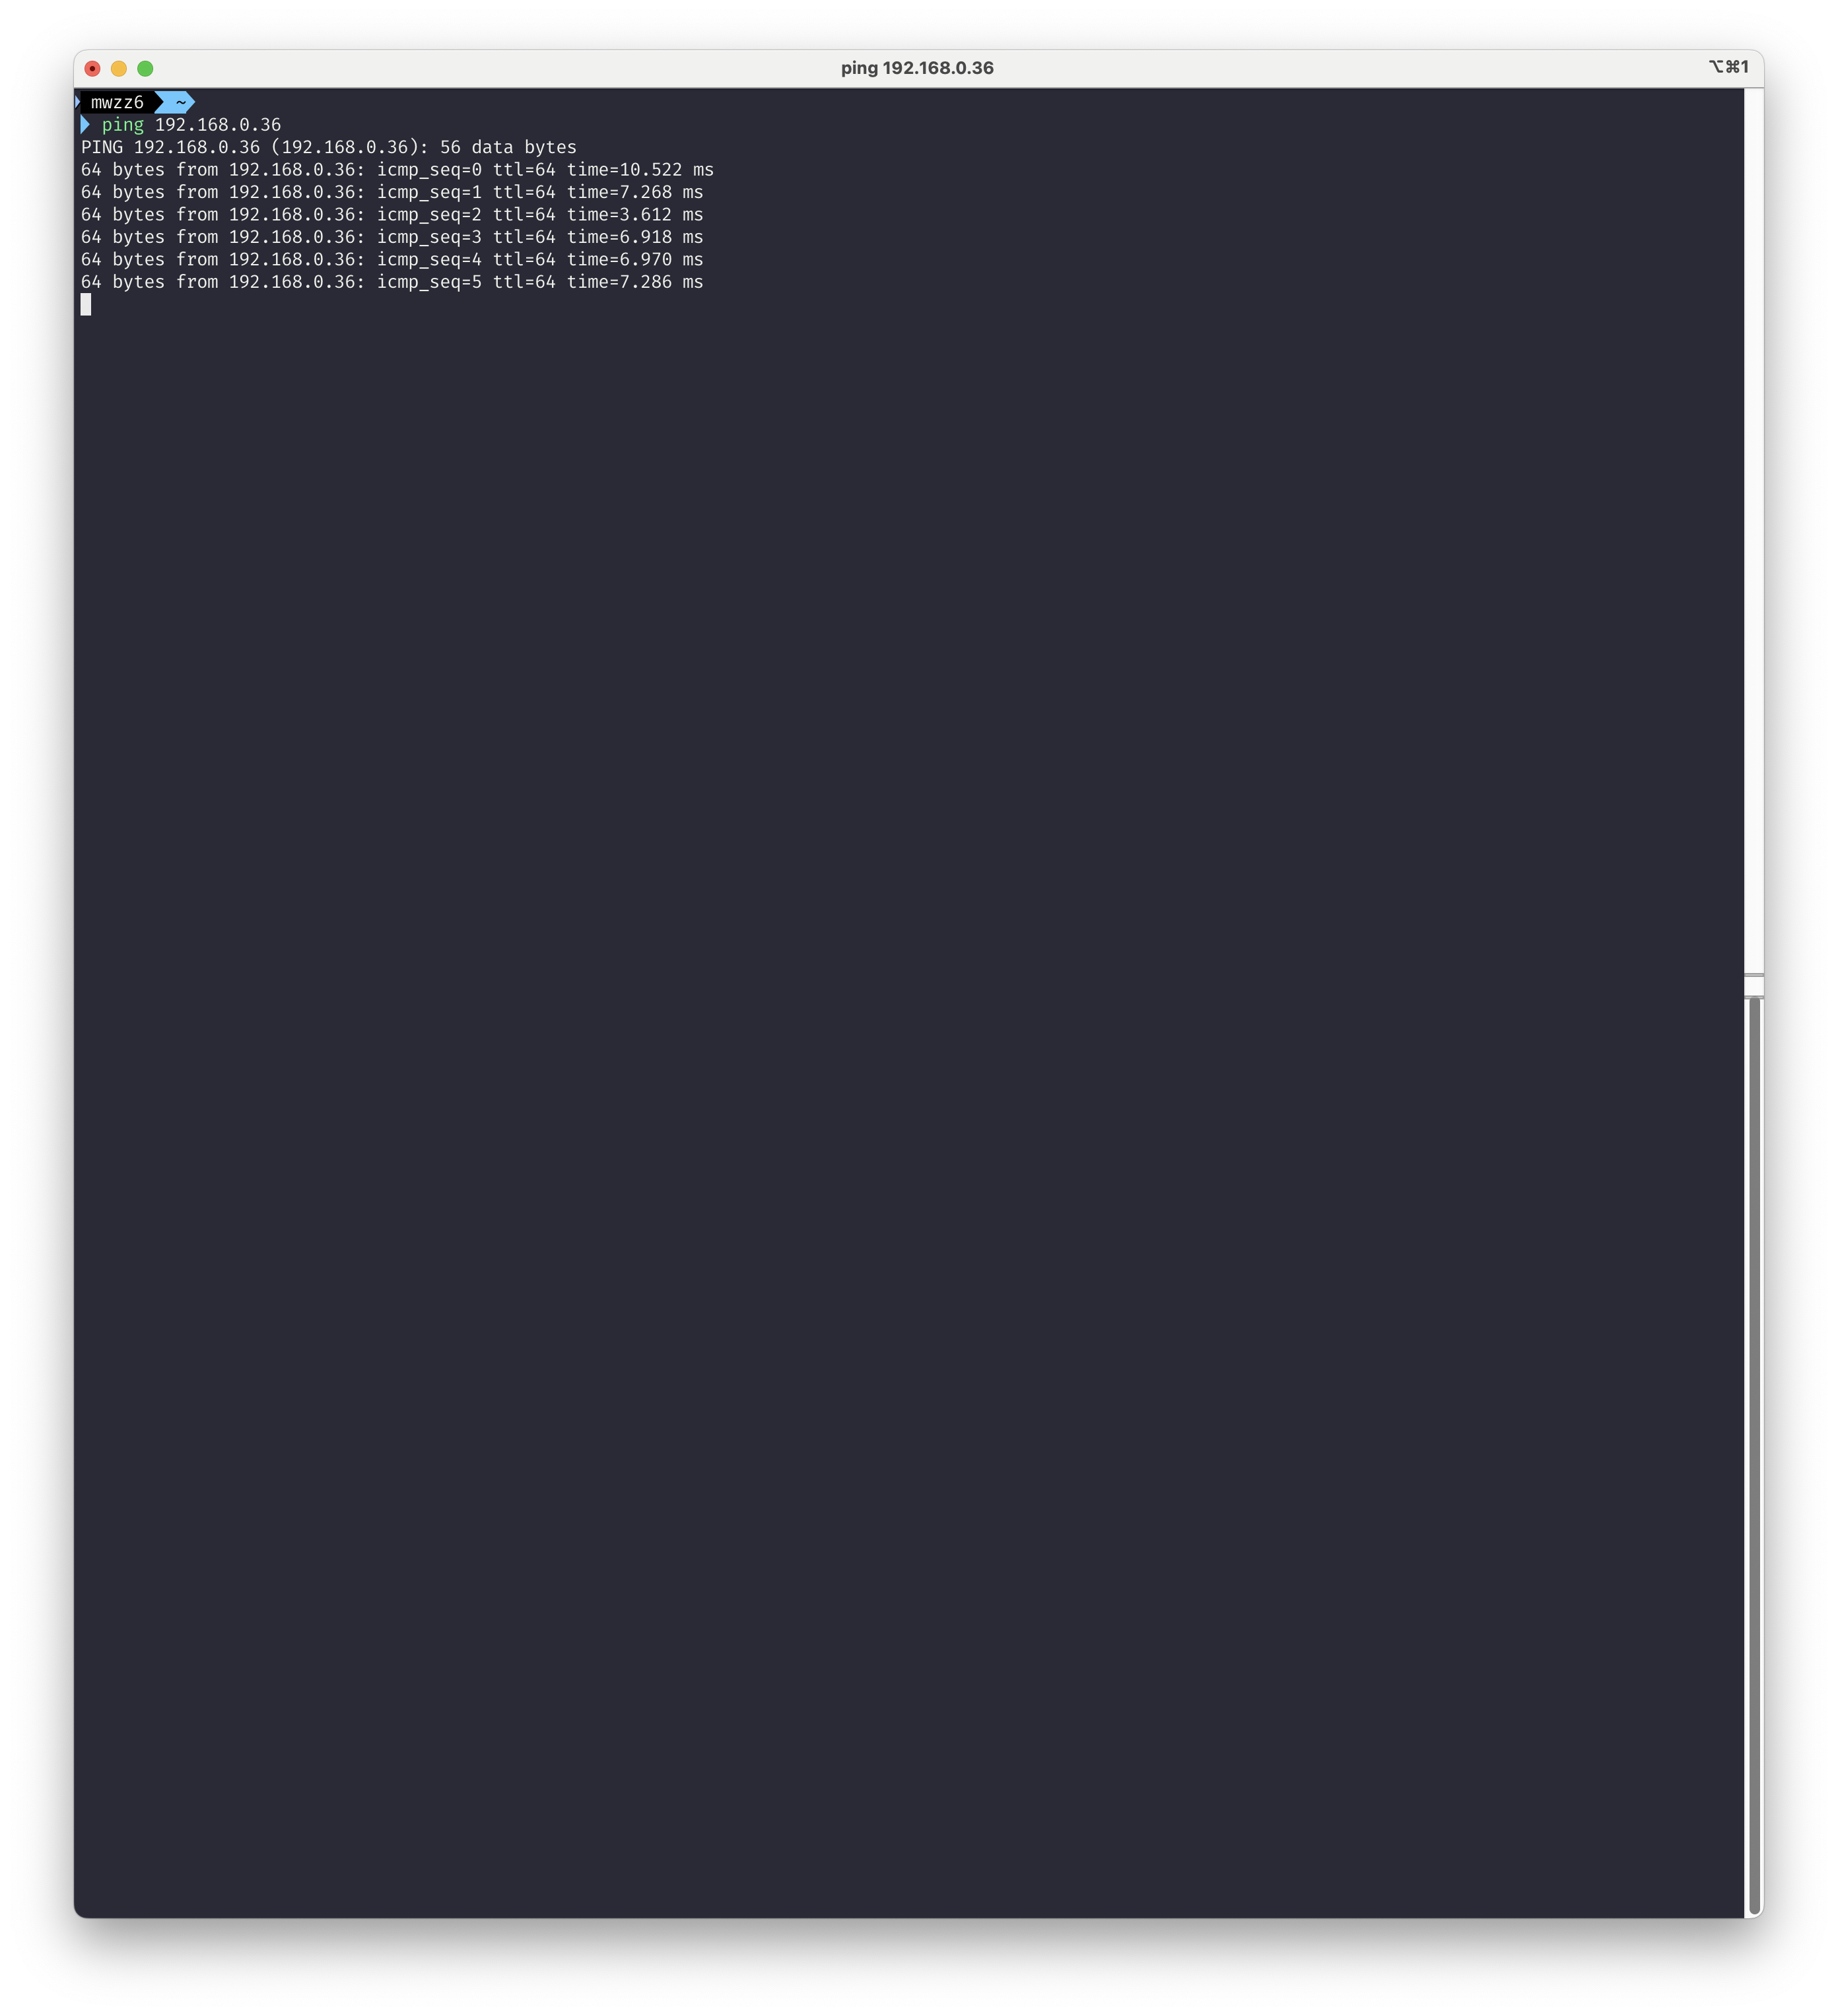 ping 192.168.0.36
⌥⌘1
mwzz6 ~
ping 192.168.0.36
PING 192.168.0.36 (192.168.0.36): 56 data bytes
64 bytes from 192.168.0.36: icmp_seq=0 ttl=64 time=10.522 ms
64 bytes from 192.168.0.36: icmp_seq=1 ttl=64 time=7.268 ms
64 bytes from 192.168.0.36: icmp_seq=2 ttl=64 time=3.612 ms
64 bytes from 192.168.0.36: icmp_seq=3 ttl=64 time=6.918 ms
64 bytes from 192.168.0.36: icmp_seq=4 ttl=64 time=6.970 ms
64 bytes from 192.168.0.36: icmp_seq=5 ttl=64 time=7.286 ms